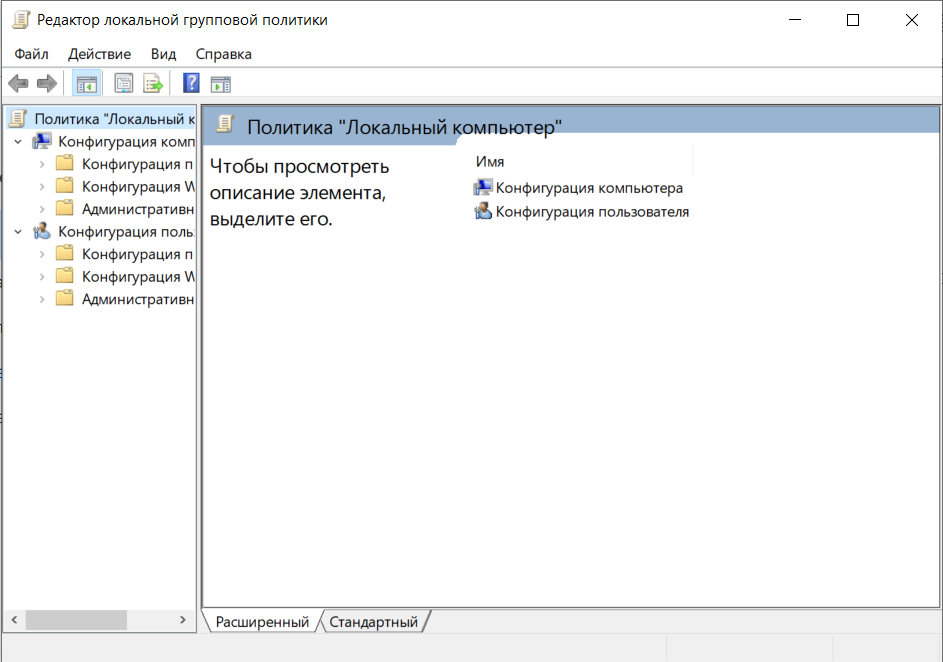 Редактор локальной групповой политики
Файл Действие Вид Справка
Политика "Локальный к
Конфигурация комп
Конфигурация п
Конфигурация W
Административн
Конфигурация поль
Конфигурация п
Конфигурация W
Административн
Политика "Локальный компьютер"
Чтобы просмотреть
описание элемента,
выделите его.
Имя
Конфигурация компьютера
Конфигурация пользователя
Расширенный Стандартный